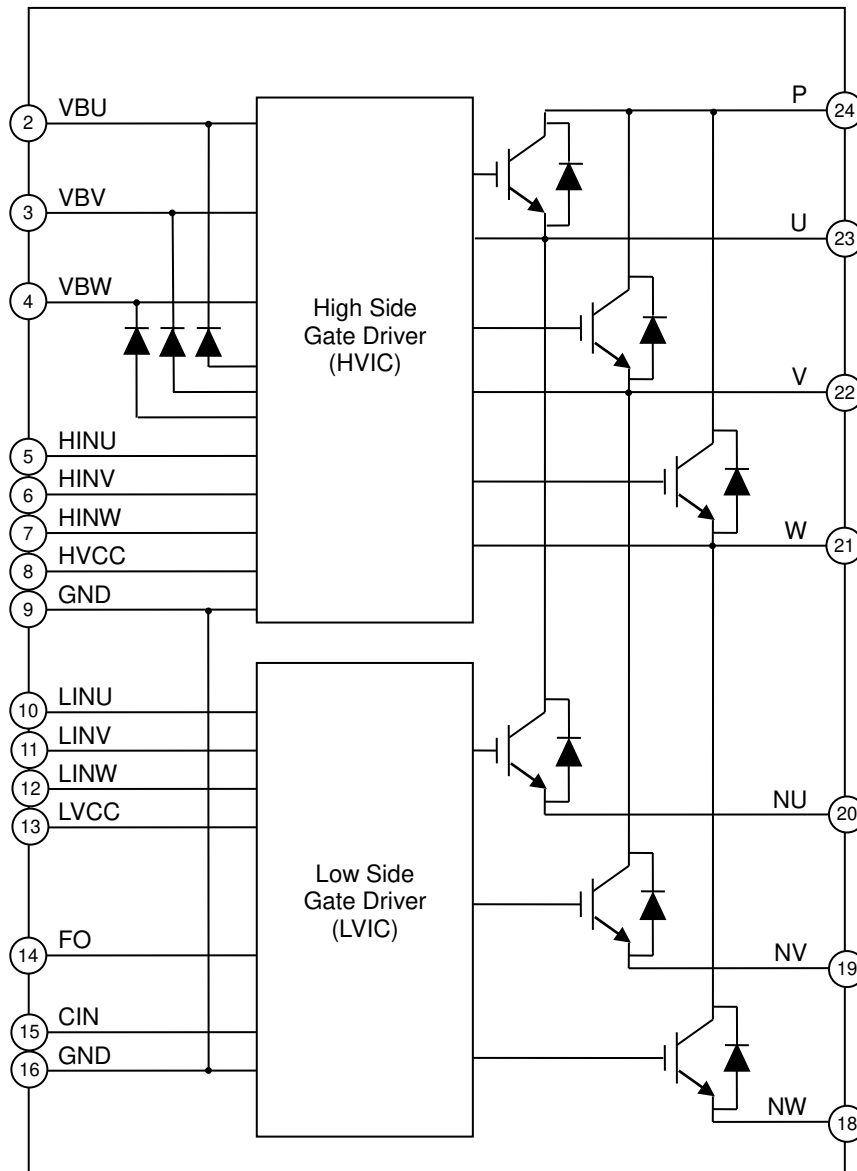 2 VBU
3 VBV
4 VBW
5 HINU
6 HINV
7 HINW
8 HVCC
9 GND
High Side
Gate Driver
(HVIC)
P 24
U 23
V 22
W 21
10 LINU
11 LINV
12 LINW
13 LVCC
14 FO
15 CIN
16 GND
Low Side
Gate Driver
(LVIC)
NU 20
NV 19
NW 18